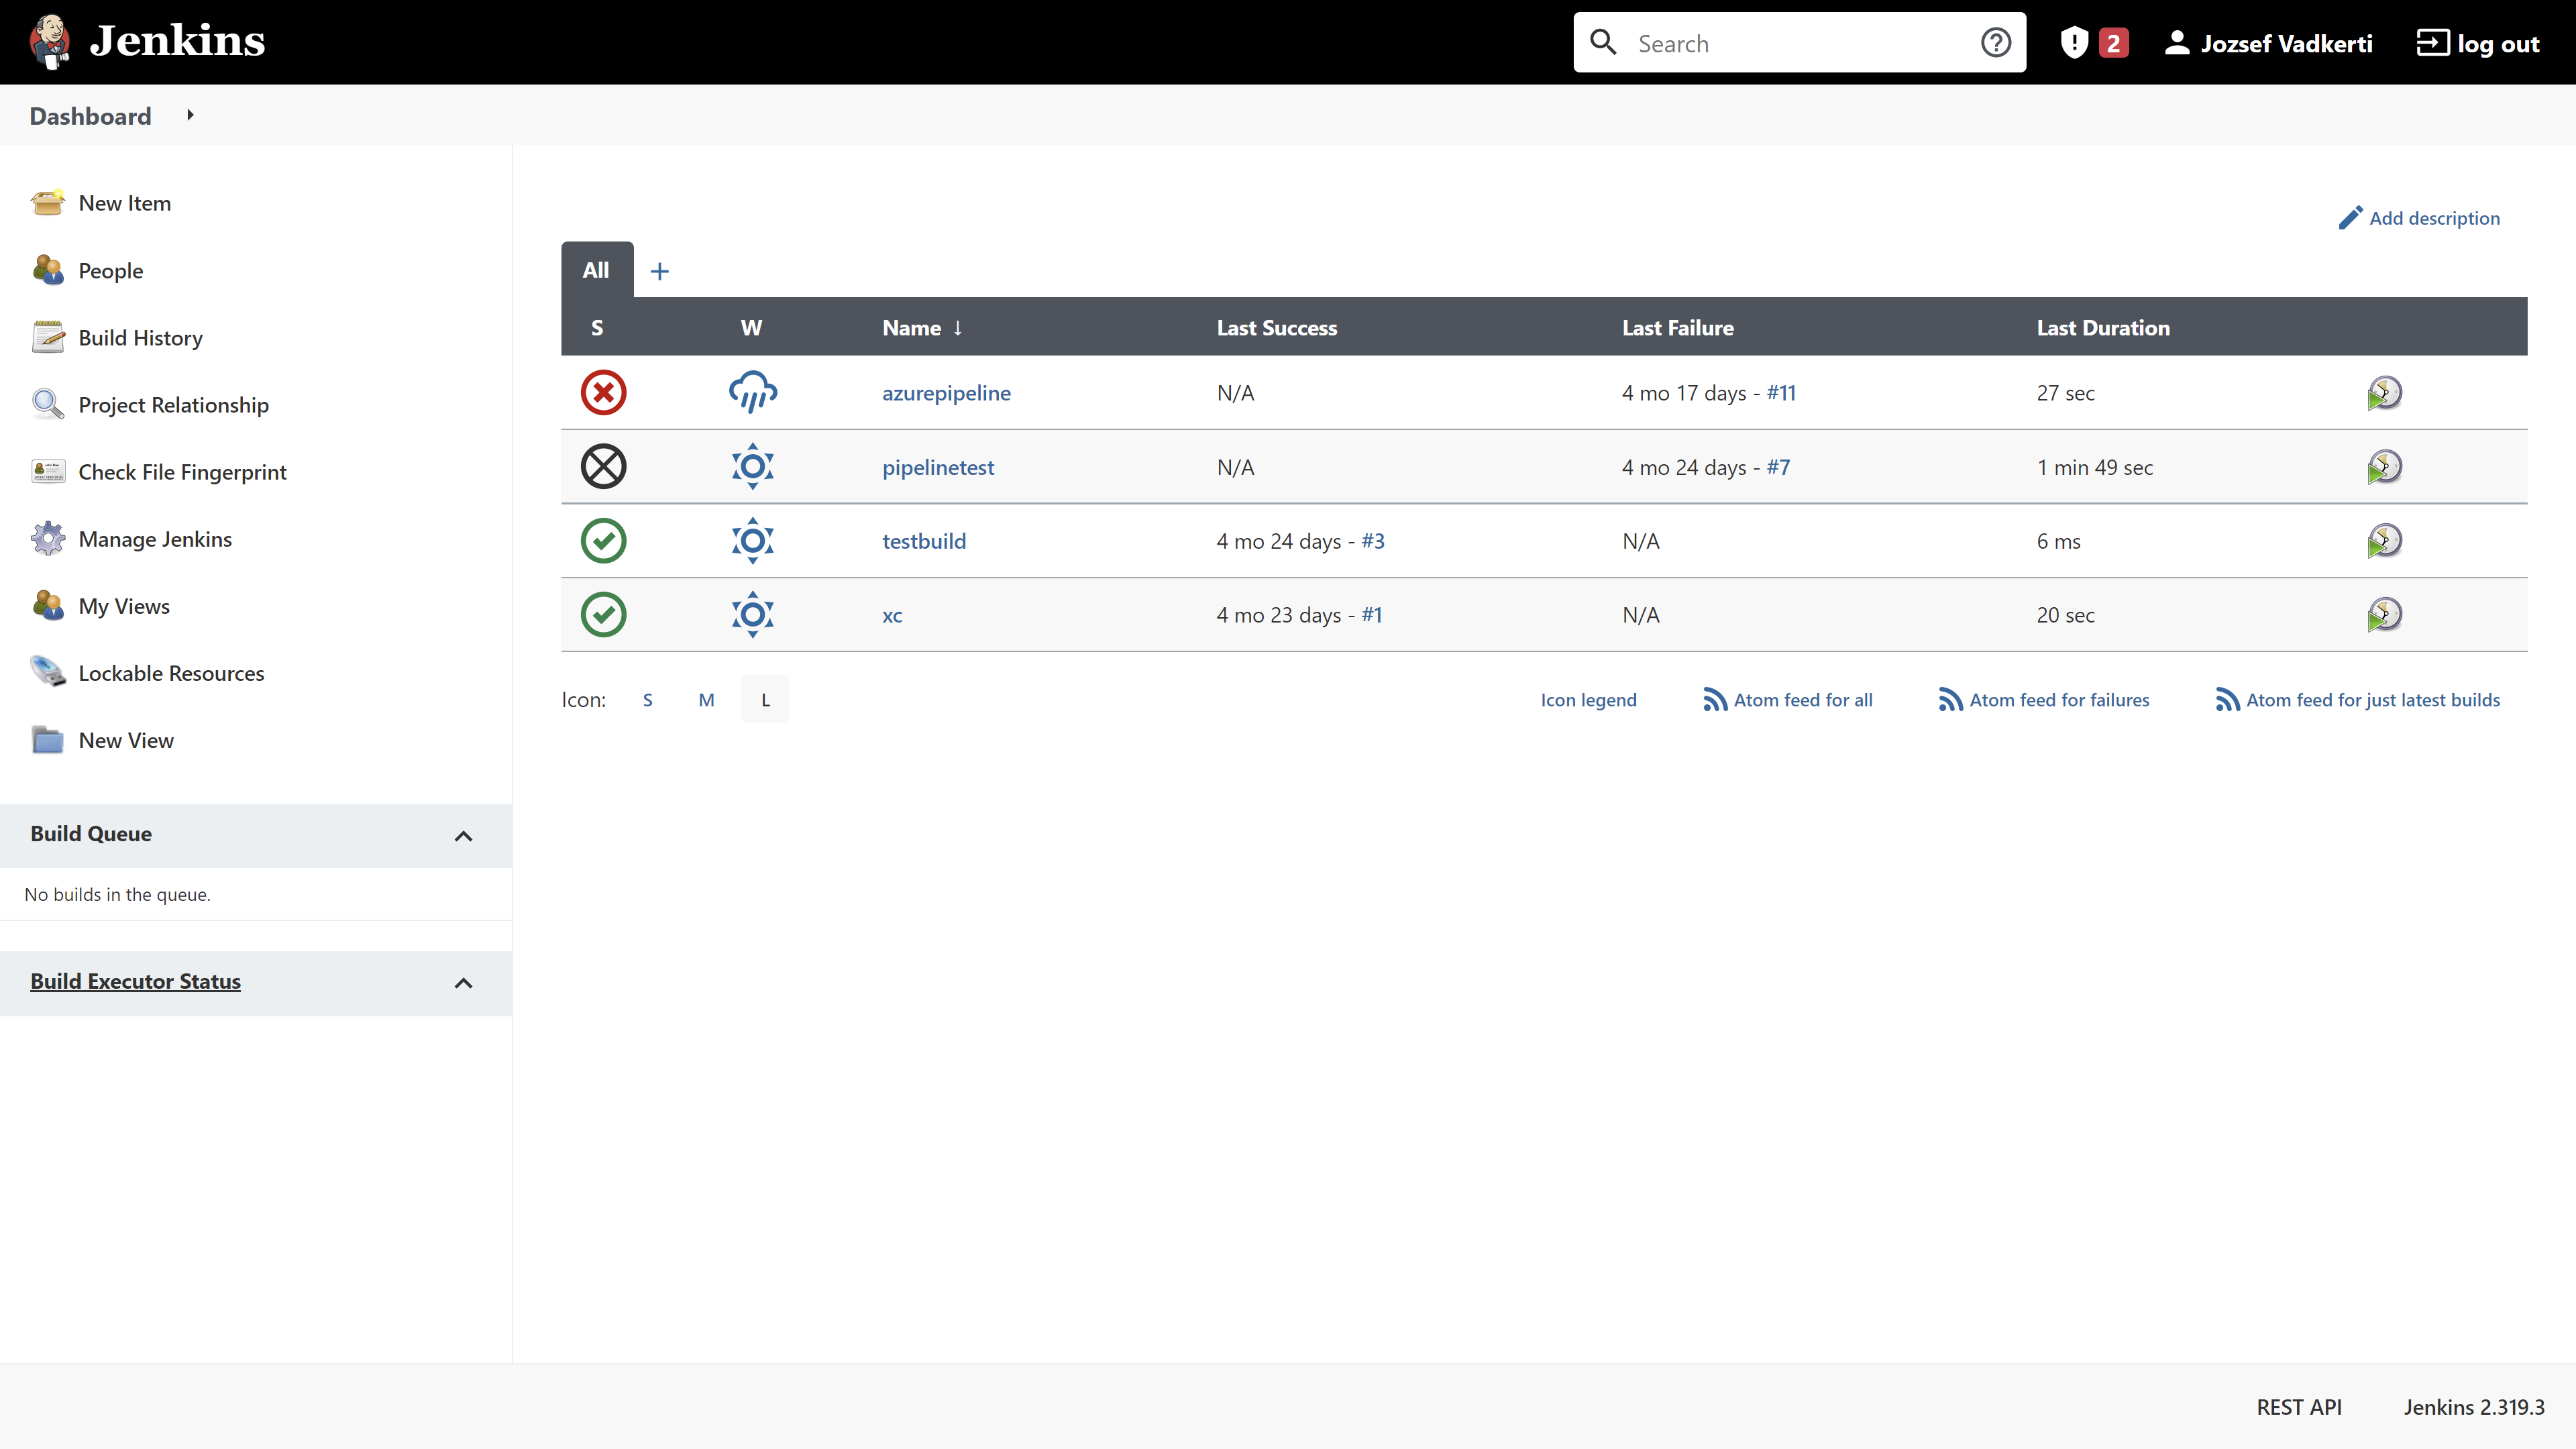 Jenkins
Search
2
Jozsef Vadkerti
log out
Dashboard
New Item
People
Build History
Project Relationship
Check File Fingerprint
Manage Jenkins
My Views
Lockable Resources
New View
Build Queue
No builds in the queue.
Build Executor Status
Add description
All +
S W Name ↓ Last Success Last Failure Last Duration
azurepipeline N/A 4 mo 17 days - #11 27 sec
pipelinetest N/A 4 mo 24 days - #7 1 min 49 sec
testbuild 4 mo 24 days - #3 N/A 6 ms
xc 4 mo 23 days - #1 N/A 20 sec
Icon: S M L Icon legend Atom feed for all Atom feed for failures Atom feed for just latest builds
REST API Jenkins 2.319.3